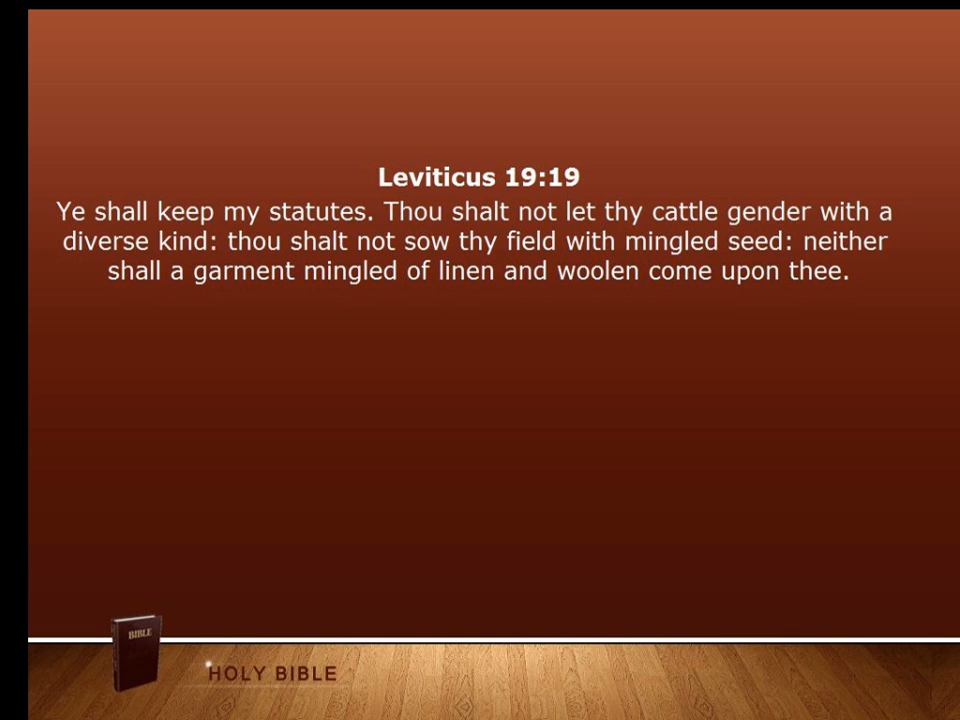 Leviticus 19:19
Ye shall keep my statutes. Thou shalt not let thy cattle gender with a
diverse kind: thou shalt not sow thy field with mingled seed: neither
shall a garment mingled of linen and woolen come upon thee.
BIBLE
HOLY BIBLE